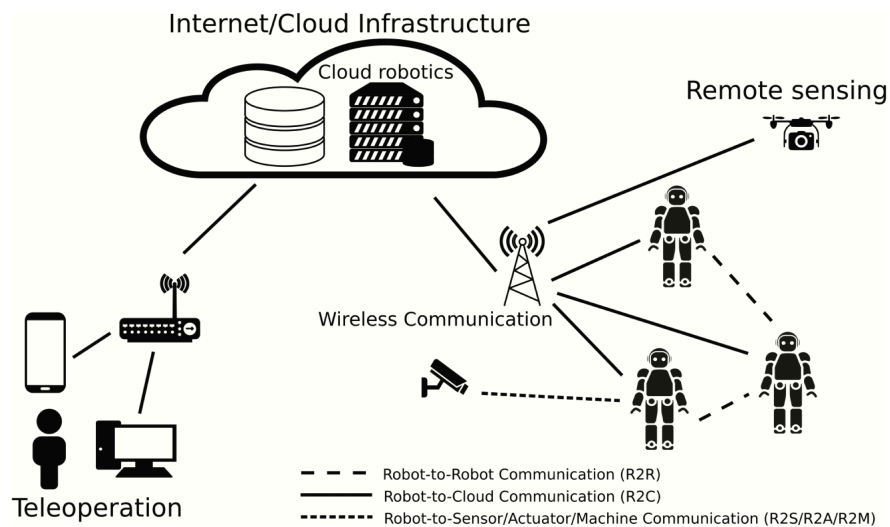 Internet/Cloud Infrastructure
Cloud robotics
Remote sensing
Wireless Communication
Teleoperation
Robot-to-Robot Communication (R2R)
Robot-to-Cloud Communication (R2C)
Robot-to-Sensor/Actuator/Machine Communication (R2S/R2A/R2M)